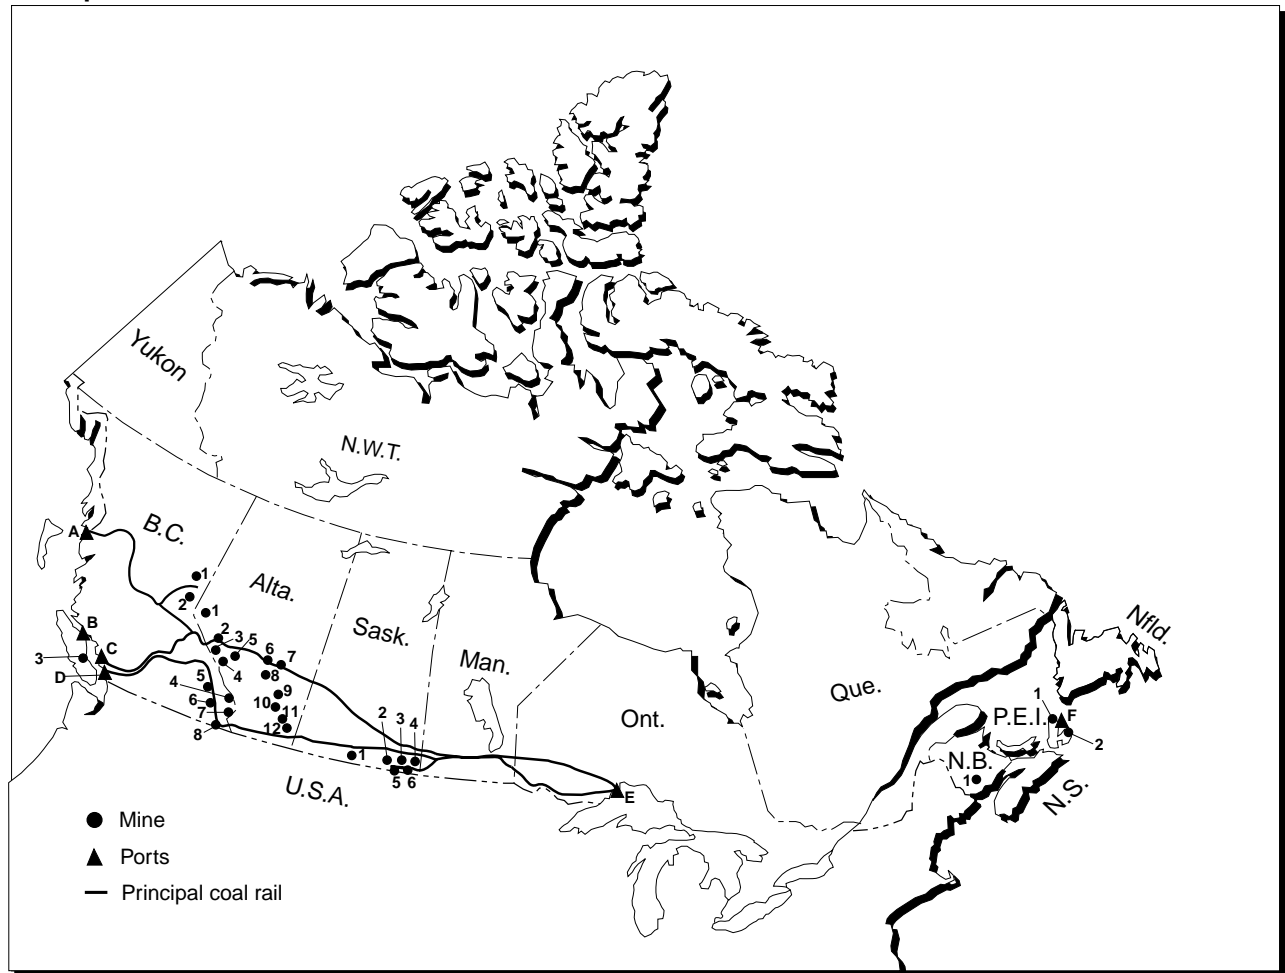 Yukon
N.W.T.
B.C.
A
1
Alta.
2
1
Sask.
Man.
Nfld.
B
2
3
5
C
6
7
3
4
8
D
5
4
9
Que.
6
10
1
7
11
P.E.I.
F
Ont.
12
2
3
4
8
2
1
N.B.
5
6
1
U.S.A.
E
N.S.
Mine
Ports
Principal coal rail